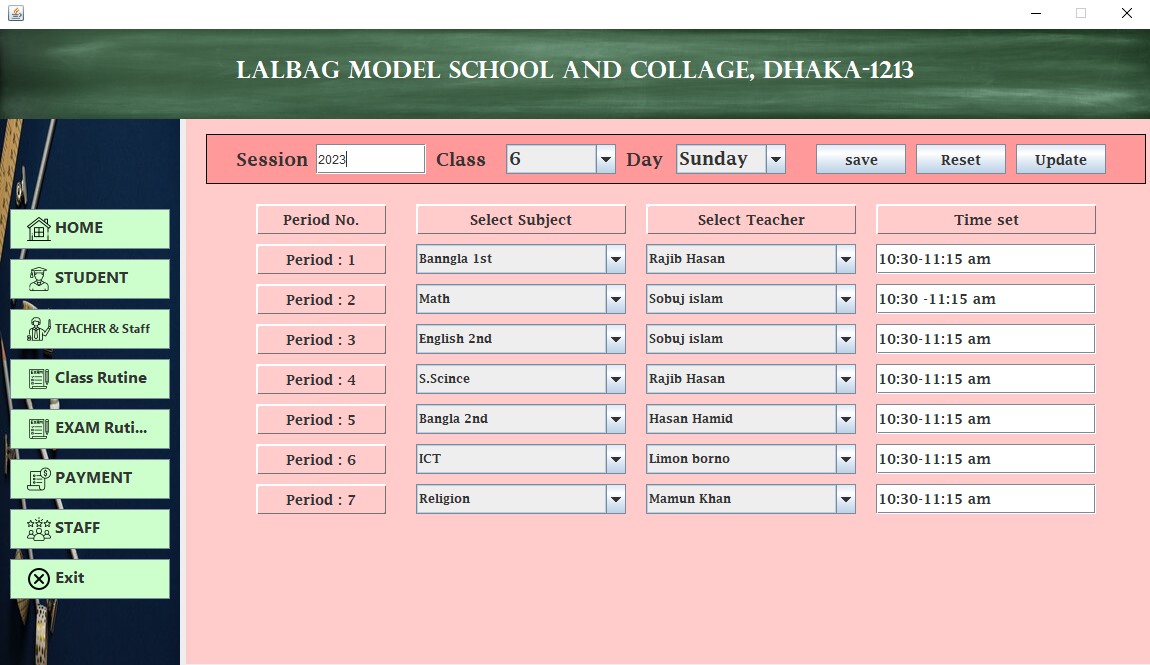 LALBAG MODEL SCHOOL AND COLLAGE, DHAKA-1213
Session 2023 Class 6 Day Sunday save Reset Update
Period No. Select Subject Select Teacher Time set
Period : 1 Banngla 1st Rajib Hasan 10:30-11:15 am
Period : 2 Math Sobuj islam 10:30 -11:15 am
Period : 3 English 2nd Sobuj islam 10:30-11:15 am
Period : 4 S.Scince Rajib Hasan 10:30-11:15 am
Period : 5 Bangla 2nd Hasan Hamid 10:30-11:15 am
Period : 6 ICT Limon borno 10:30-11:15 am
Period : 7 Religion Mamun Khan 10:30-11:15 am
HOME
STUDENT
TEACHER & Staff
Class Rutine
EXAM Ruti...
PAYMENT
STAFF
Exit